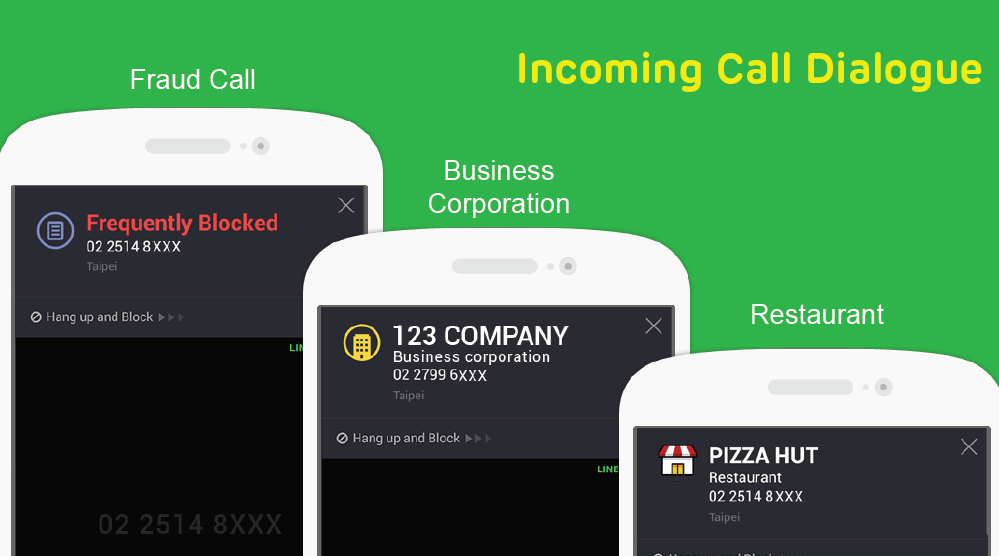 Incoming Call Dialogue
Fraud Call
Frequently Blocked
02 2514 8XXX
Taipei
Hang up and Block
02 2514 8XXX
Business
Corporation
123 COMPANY
Business corporation
02 2799 6XXX
Taipei
Hang up and Block
LINE
Restaurant
PIZZA HUT
Restaurant
02 2514 8XXX
Taipei